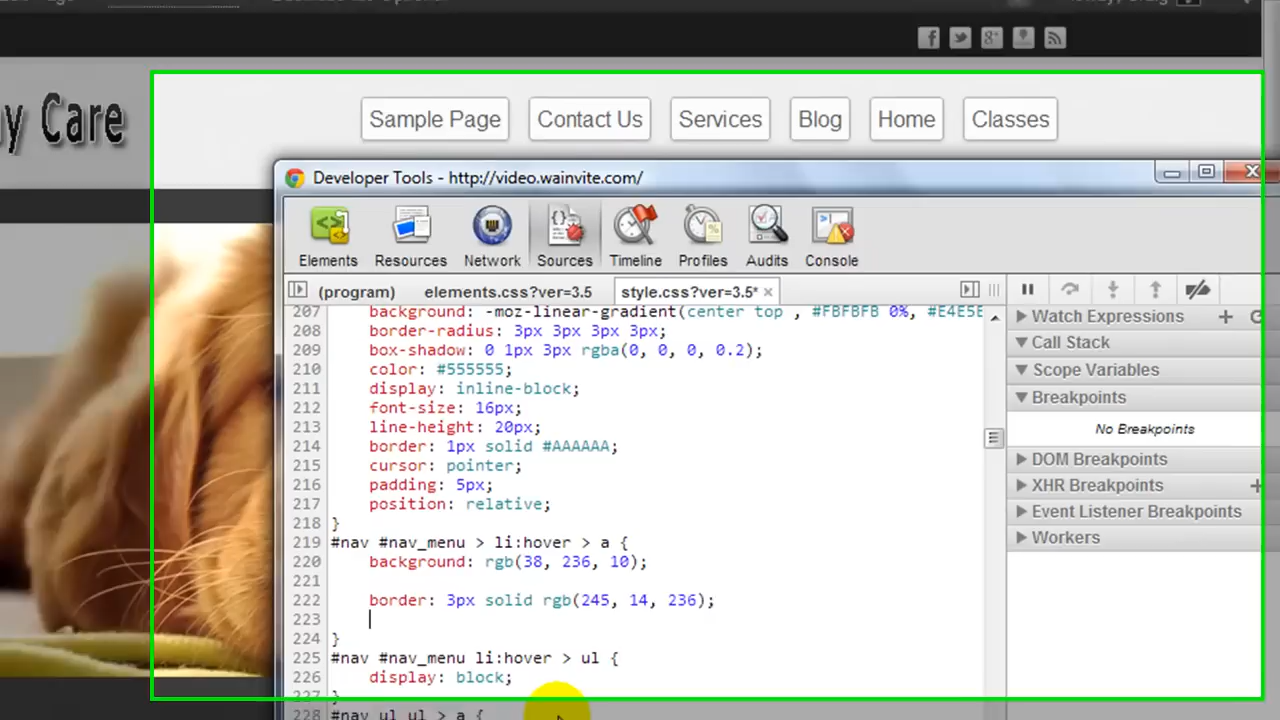 y Care
Sample Page
Contact Us
Services
Blog
Home
Classes
Developer Tools - http://video.wainvite.com/
Elements
Resources
Network
Sources
Timeline
Profiles
Audits
Console
(program)
elements.css?ver=3.5
style.css?ver=3.5* ×
207 background: -moz-linear-gradient(center top , #FBFBFB 0%, #E4E5E
208 border-radius: 3px 3px 3px 3px;
209 box-shadow: 0 1px 3px rgba(0, 0, 0, 0.2);
210 color: #555555;
211 display: inline-block;
212 font-size: 16px;
213 line-height: 20px;
214 border: 1px solid #AAAAAA;
215 cursor: pointer;
216 padding: 5px;
217 position: relative;
218 }
219 #nav #nav_menu > li:hover > a {
220 background: rgb(38, 236, 10);
221
222 border: 3px solid rgb(245, 14, 236);
223
224 }
225 #nav #nav_menu li:hover > ul {
226 display: block;
227 }
228 #nav ul ul > a {
Watch Expressions
Call Stack
Scope Variables
Breakpoints
No Breakpoints
DOM Breakpoints
XHR Breakpoints
Event Listener Breakpoints
Workers